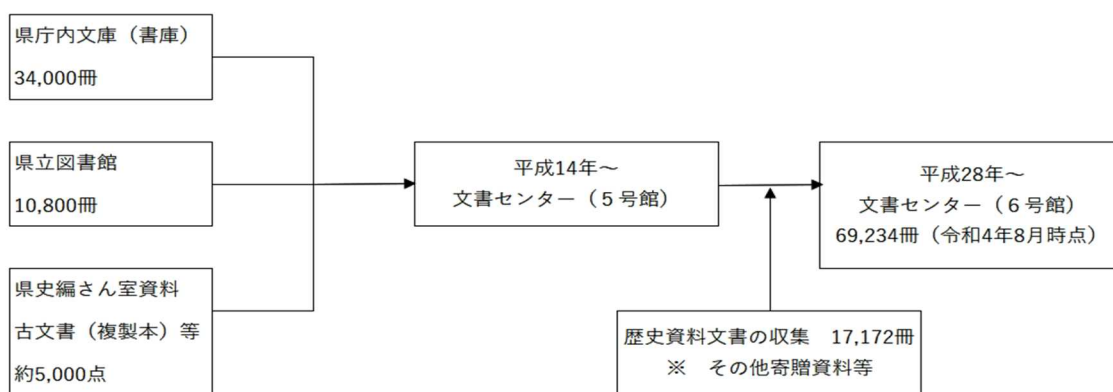 県庁内文庫（書庫）
34,000冊
県立図書館
10,800冊
県史編さん室資料
古文書（複製本）等
約5,000点
平成14年～
文書センター（５号館）
歴史資料文書の収集　17,172冊
※　その他寄贈資料等
平成28年～
文書センター（６号館）
69,234冊（令和4年8月時点）